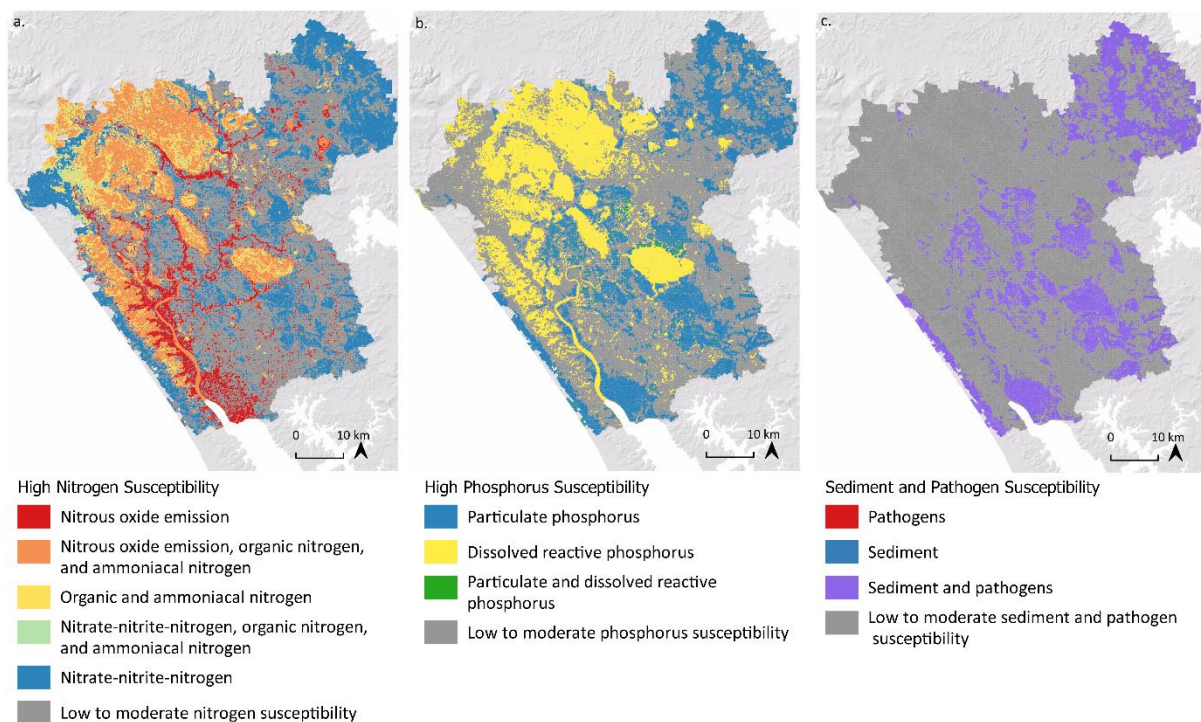 a.
0 10 km
High Nitrogen Susceptibility
Nitrous oxide emission
Nitrous oxide emission, organic nitrogen,
and ammoniacal nitrogen
Organic and ammoniacal nitrogen
Nitrate-nitrite-nitrogen, organic nitrogen,
and ammoniacal nitrogen
Nitrate-nitrite-nitrogen
Low to moderate nitrogen susceptibility
b.
0 10 km
High Phosphorus Susceptibility
Particulate phosphorus
Dissolved reactive phosphorus
Particulate and dissolved reactive
phosphorus
Low to moderate phosphorus susceptibility
c.
0 10 km
Sediment and Pathogen Susceptibility
Pathogens
Sediment
Sediment and pathogens
Low to moderate sediment and pathogen
susceptibility